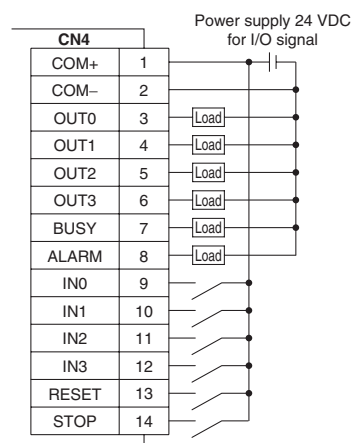 Power supply 24 VDC
for I/O signal
CN4
COM+ 1
COM− 2
OUT0 3 Load
OUT1 4 Load
OUT2 5 Load
OUT3 6 Load
BUSY 7 Load
ALARM 8 Load
IN0 9
IN1 10
IN2 11
IN3 12
RESET 13
STOP 14